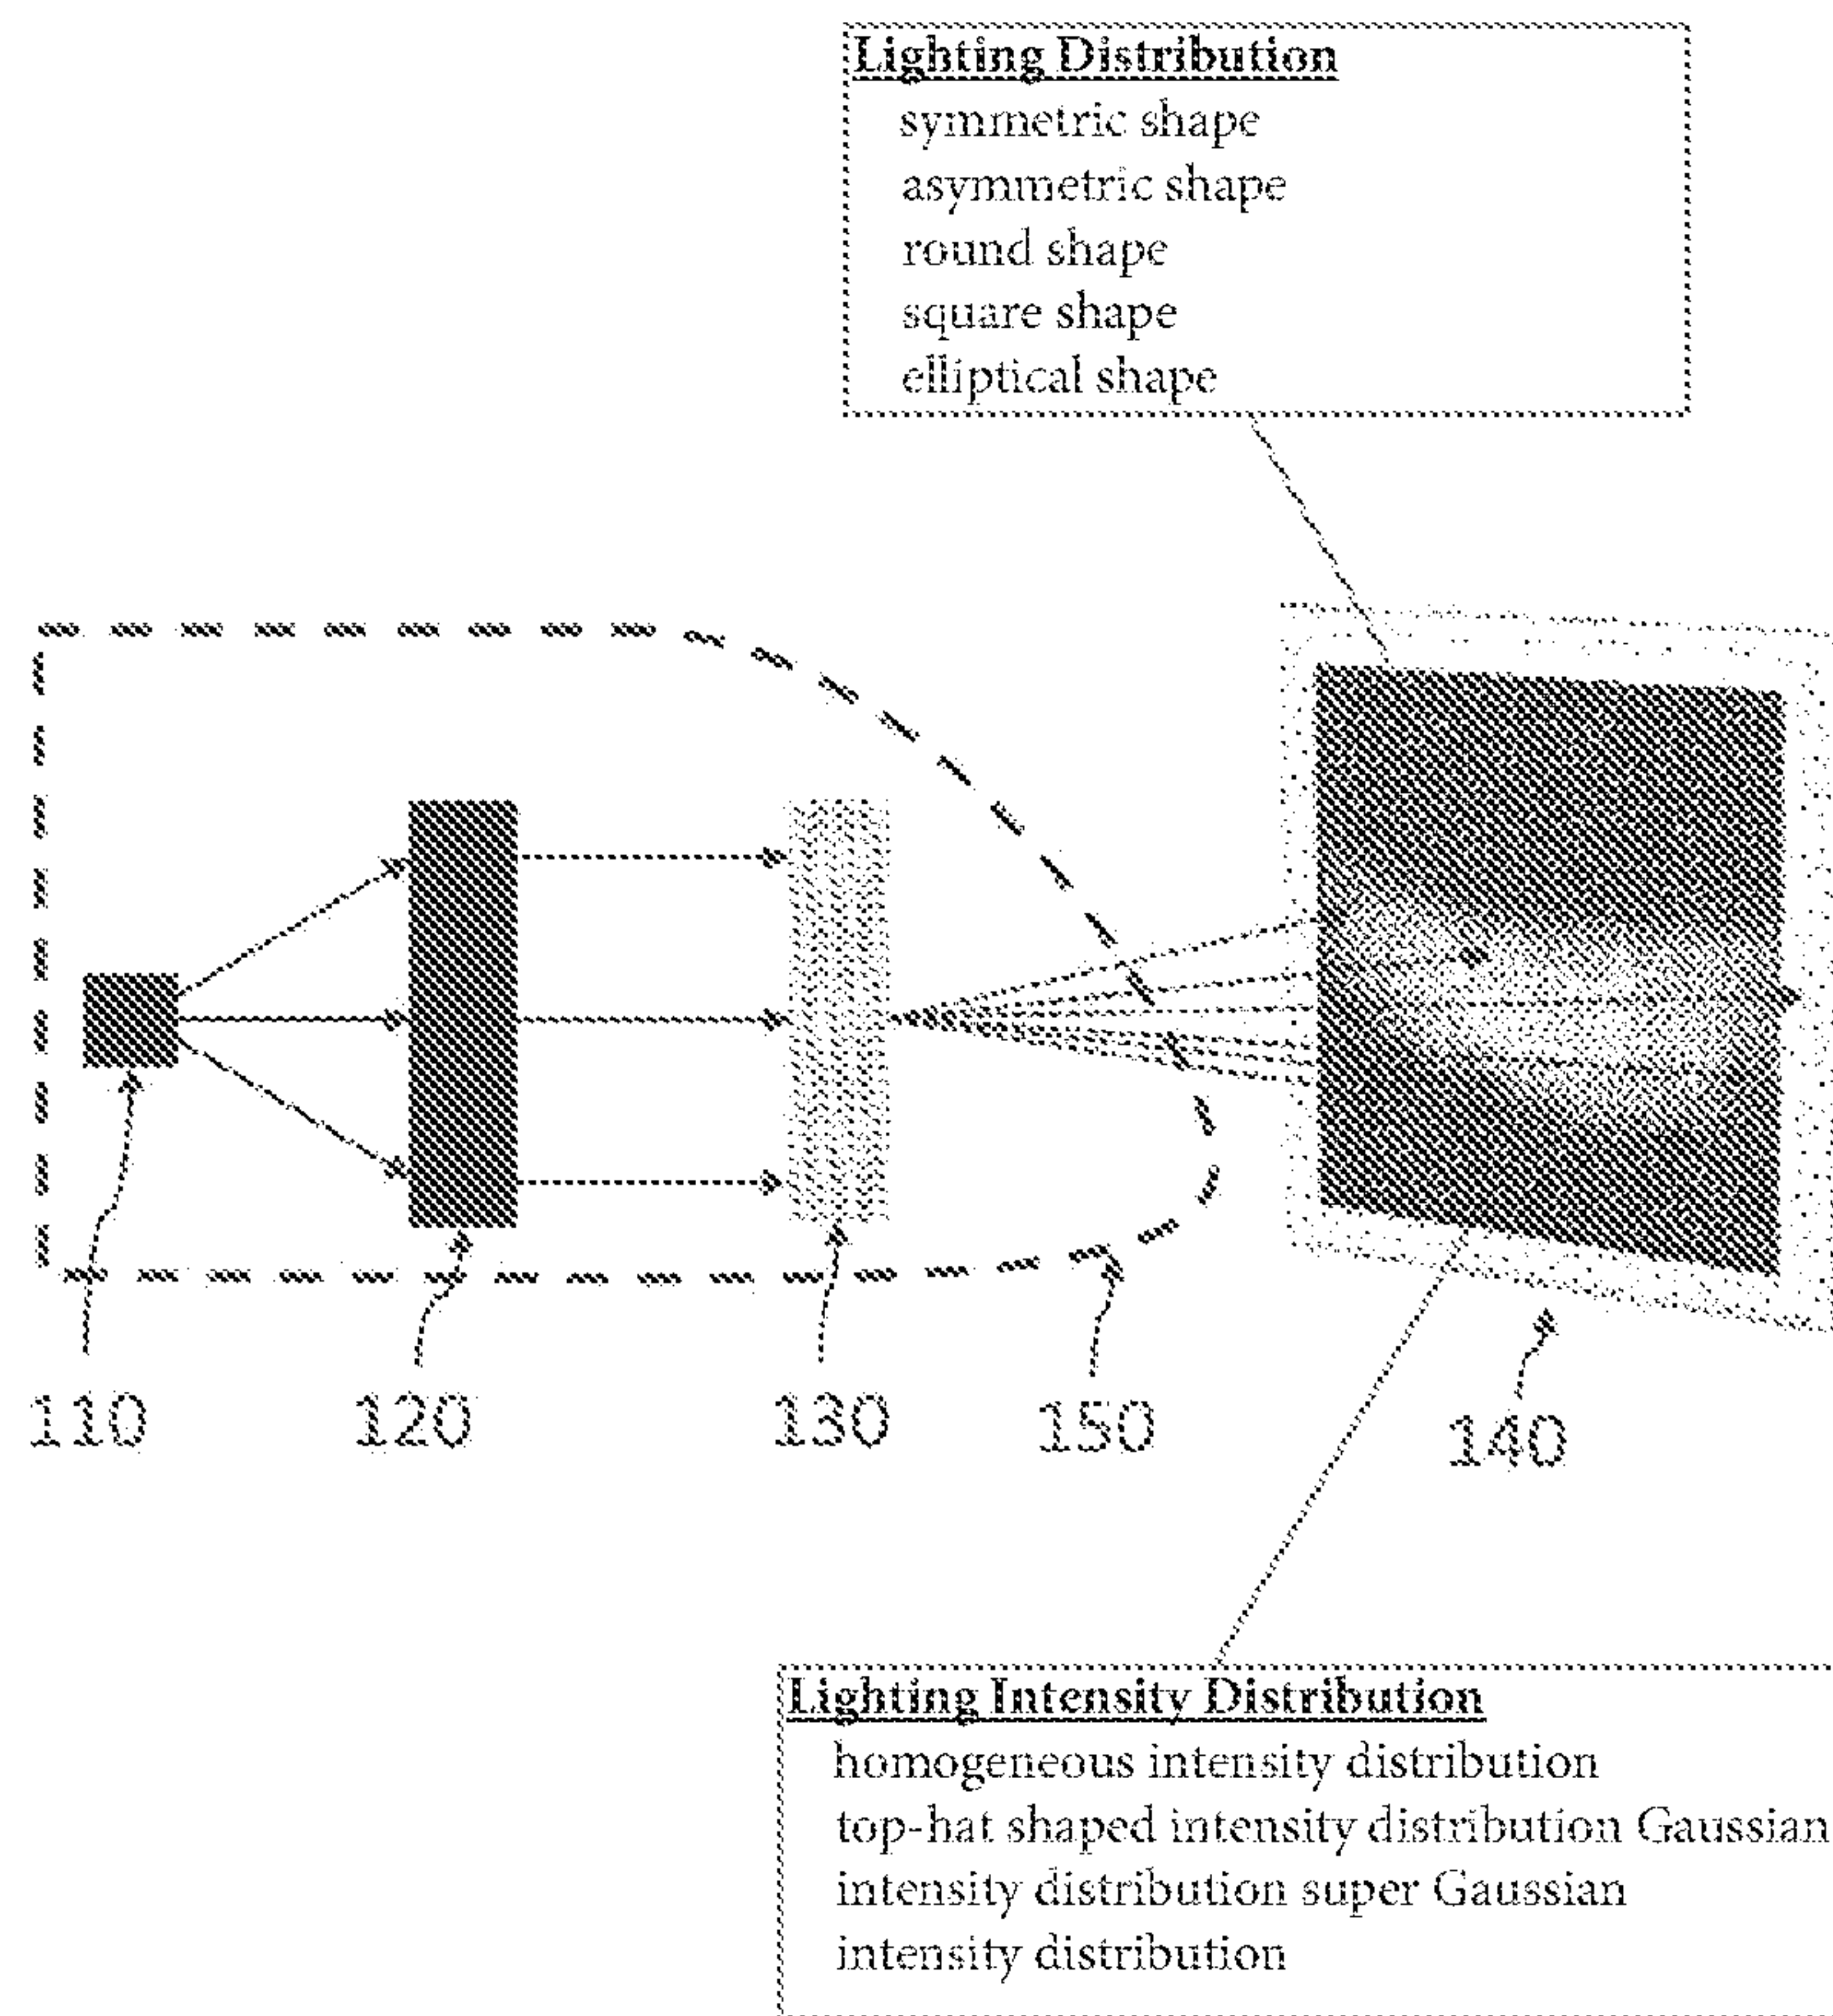 Lighting Distribution
symmetric shape
asymmetric shape
round shape
square shape
elliptical shape
110
120
130
150
140
Lighting Intensity Distribution
homogeneous intensity distribution
top-hat shaped intensity distribution Gaussian
intensity distribution super Gaussian
intensity distribution